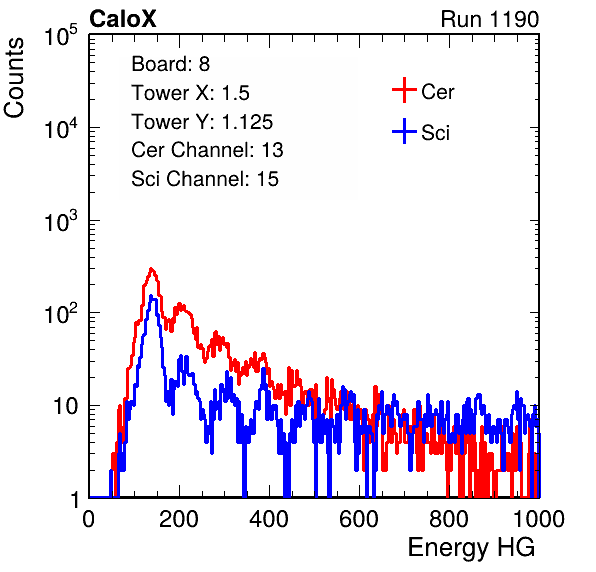 CaloX Run 1190
Counts
10^5
10^4
10^3
10^2
10
1
Board: 8
Tower X: 1.5
Tower Y: 1.125
Cer Channel: 13
Sci Channel: 15
Cer
Sci
0 200 400 600 800 1000
Energy HG